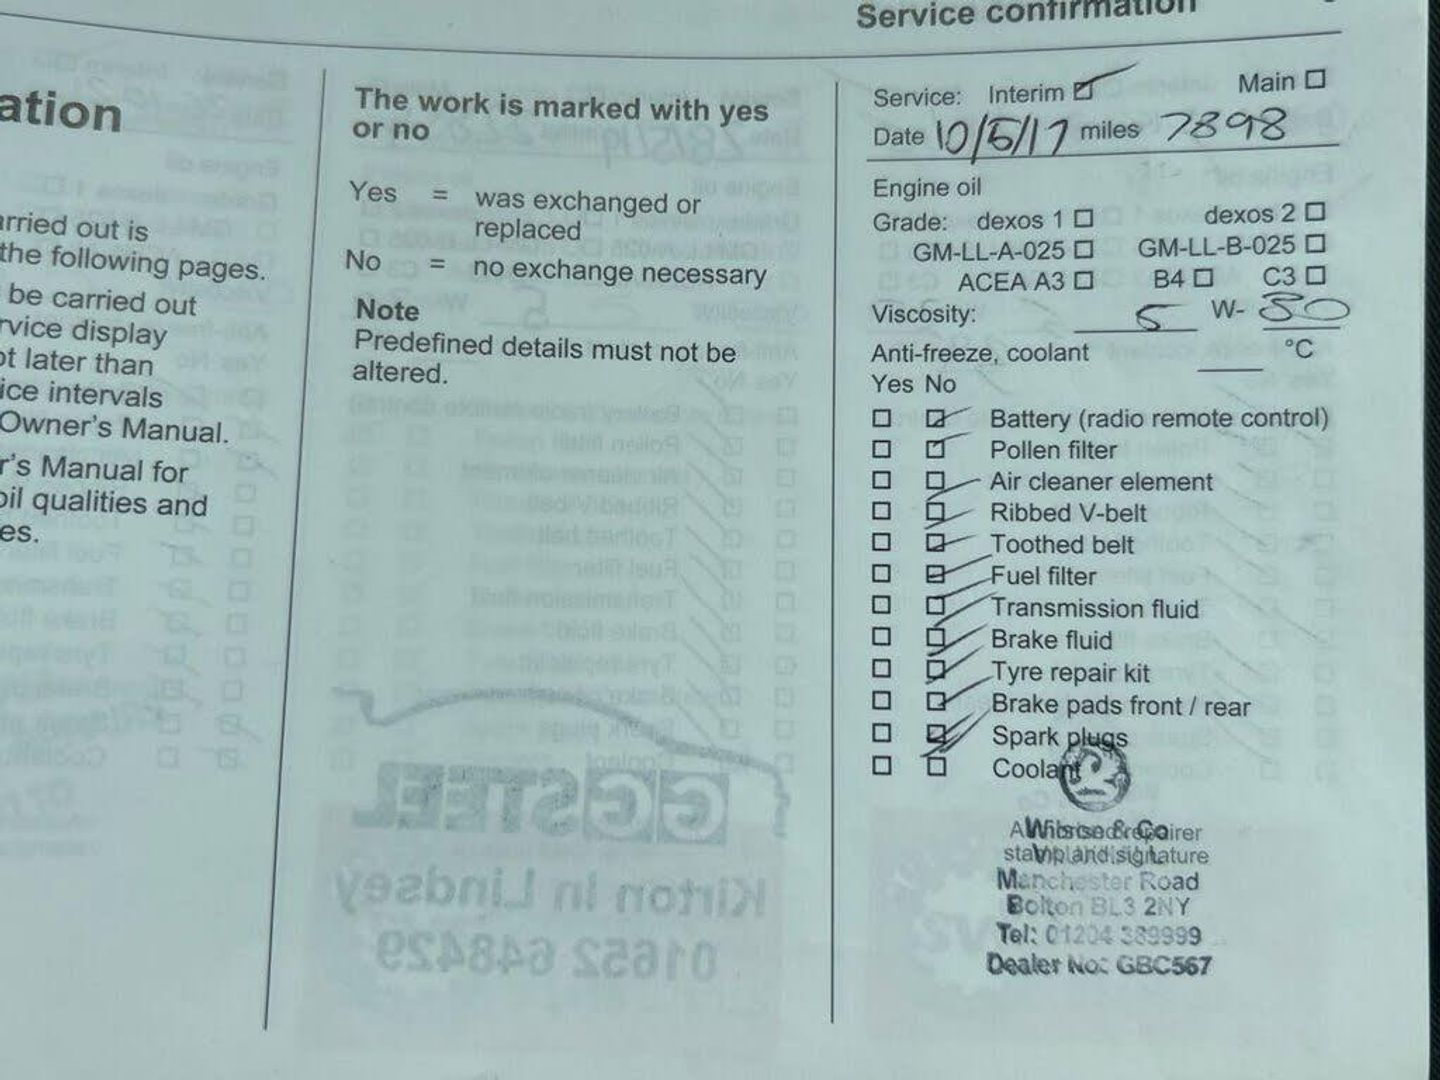 Service confirmation
ation
arried out is
the following pages.
be carried out
rvice display
ot later than
ice intervals
Owner's Manual.
r's Manual for
oil qualities and
es.
The work is marked with yes
or no
Yes = was exchanged or
replaced
No = no exchange necessary
Note
Predefined details must not be
altered.
Service: Interim Main
Date 10/5/17 miles 7898
Engine oil
Grade: dexos 1 dexos 2
GM-LL-A-025 GM-LL-B-025
ACEA A3 B4 C3
Viscosity: 5 W-30
Anti-freeze, coolant °C
Yes No
Battery (radio remote control)
Pollen filter
Air cleaner element
Ribbed V-belt
Toothed belt
Fuel filter
Transmission fluid
Brake fluid
Tyre repair kit
Brake pads front / rear
Spark plugs
Coolant
& Co
stamp and signature
Manchester Road
Bolton BL3 2NY
Tel: 01204 389999
Dealer No: GBC567
GCSTEEL
Kirton In Lindsey
01652 648429